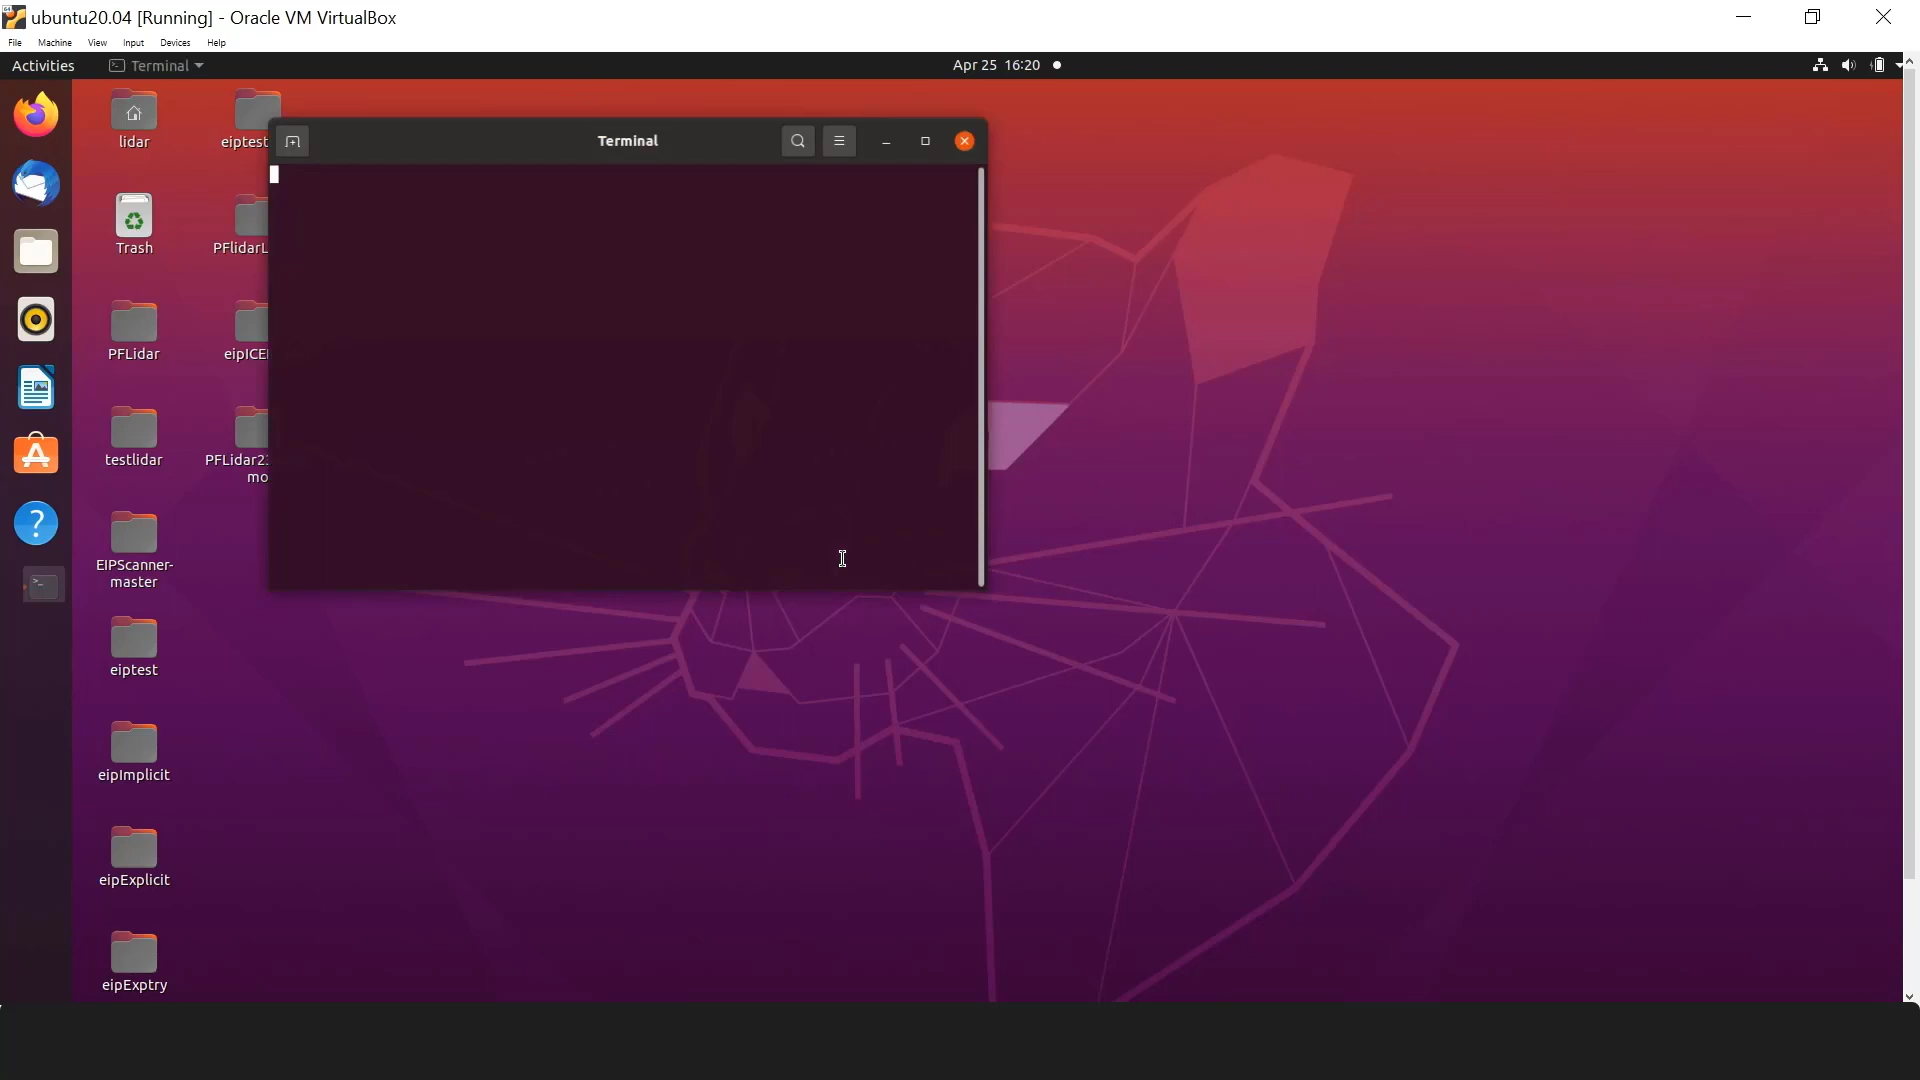 ubuntu20.04 [Running] - Oracle VM VirtualBox
File Machine View Input Devices Help
Activities Terminal Apr 25 16:20
Terminal
lidar
eiptest
Trash
PFlidarL
PFLidar
eipICE
testlidar
PFLidar2
mo
EIPScanner-
master
eiptest
eipImplicit
eipExplicit
eipExptry